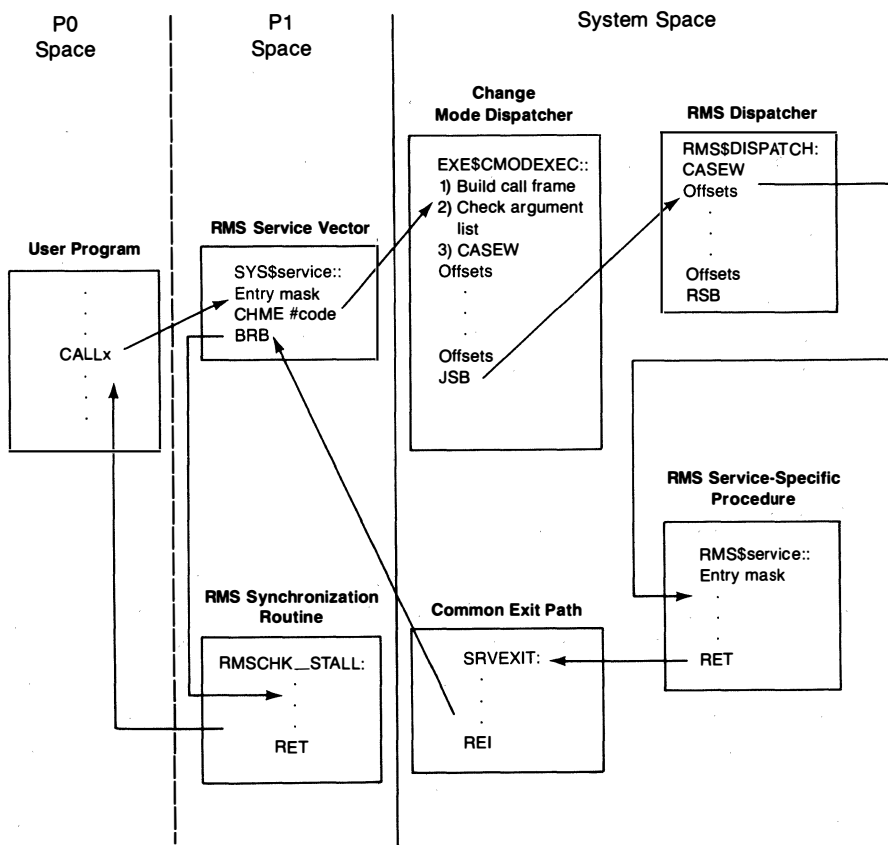 P0
Space
P1
Space
System Space
User Program
.
.
.
CALLx
.
.
.
.
RMS Service Vector
SYS$service::
Entry mask
CHME #code
BRB
Change
Mode Dispatcher
EXE$CMODEXEC::
1) Build call frame
2) Check argument
list
3) CASEW
Offsets
.
.
.
.
Offsets
JSB
RMS Dispatcher
RMS$DISPATCH:
CASEW
Offsets
.
.
.
.
Offsets
RSB
RMS Service-Specific
Procedure
RMS$service::
Entry mask
.
.
.
.
RET
Common Exit Path
SRVEXIT:
.
.
.
.
REI
RMS Synchronization
Routine
RMSCHK__STALL:
.
.
.
.
RET